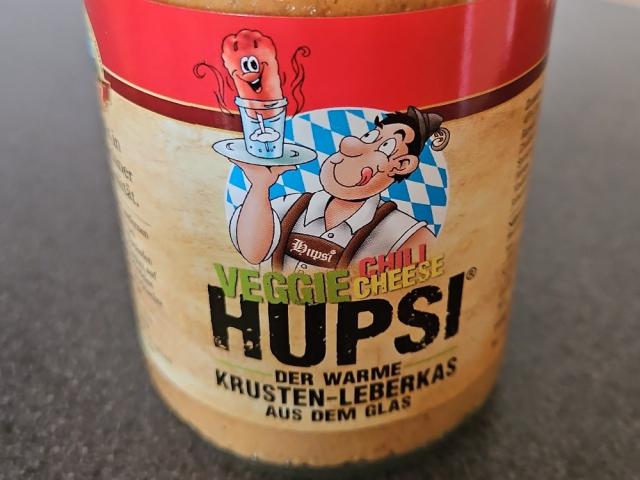 Hupsi
VEGGIE CHILI CHEESE
HUPSI®
DER WARME
KRUSTEN-LEBERKAS
AUS DEM GLAS